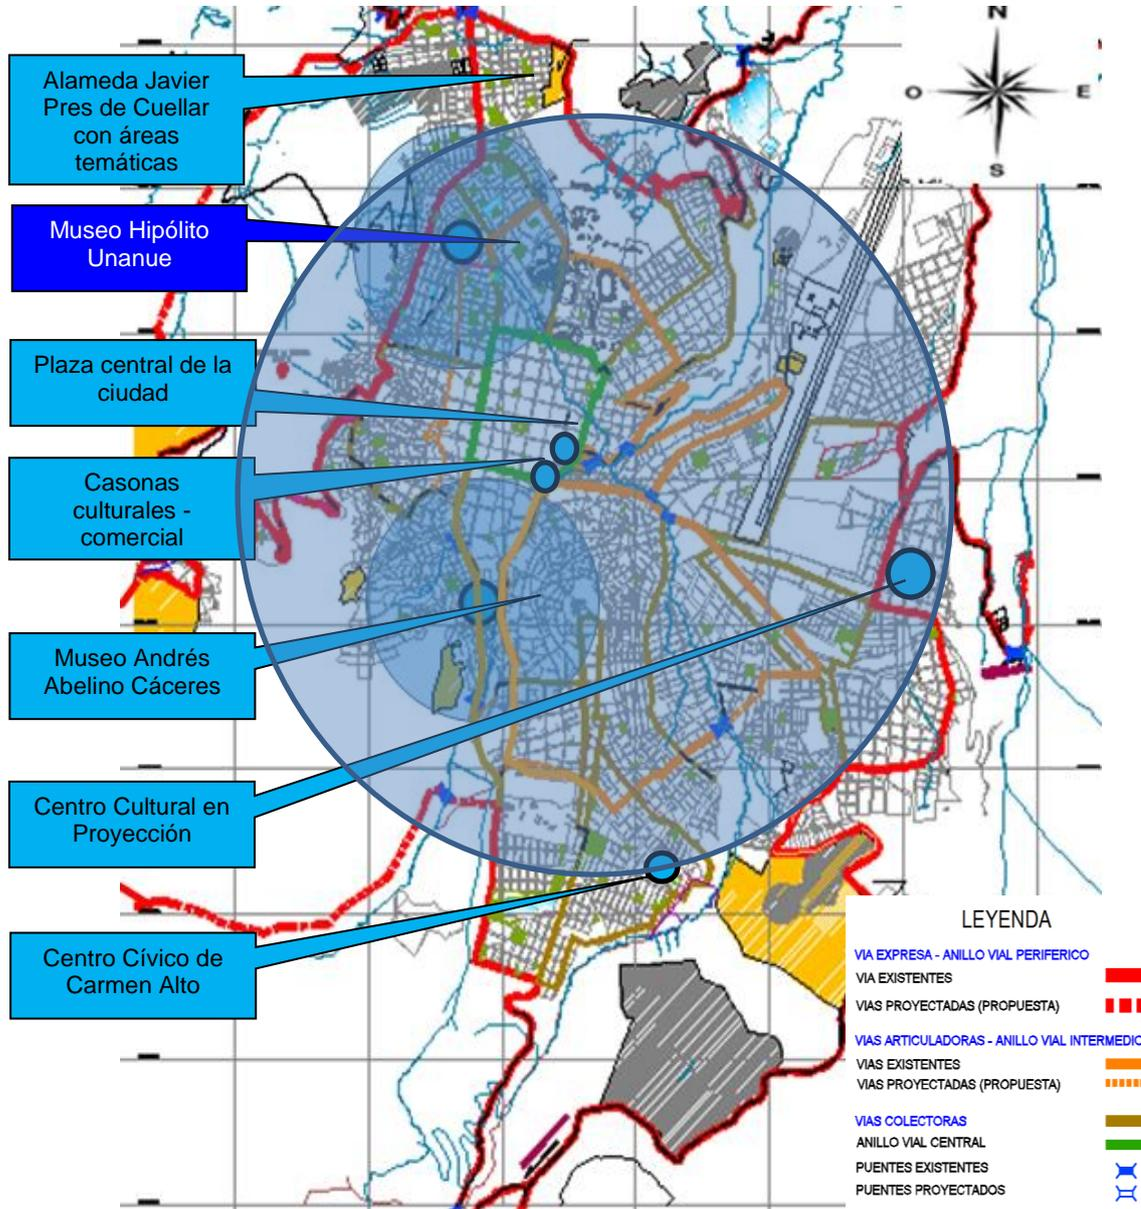 N
O
E
S
Alameda Javier
Pres de Cuellar
con áreas
temáticas
Museo Hipólito
Unanue
Plaza central de la
ciudad
Casonas
culturales -
comercial
Museo Andrés
Abelino Cáceres
Centro Cultural en
Proyección
Centro Cívico de
Carmen Alto
LEYENDA
VIA EXPRESA - ANILLO VIAL PERIFERICO
VIA EXISTENTES
VIAS PROYECTADAS (PROPUESTA)
VIAS ARTICULADORAS - ANILLO VIAL INTERMEDIO
VIAS EXISTENTES
VIAS PROYECTADAS (PROPUESTA)
VIAS COLECTORAS
ANILLO VIAL CENTRAL
PUENTES EXISTENTES
PUENTES PROYECTADOS